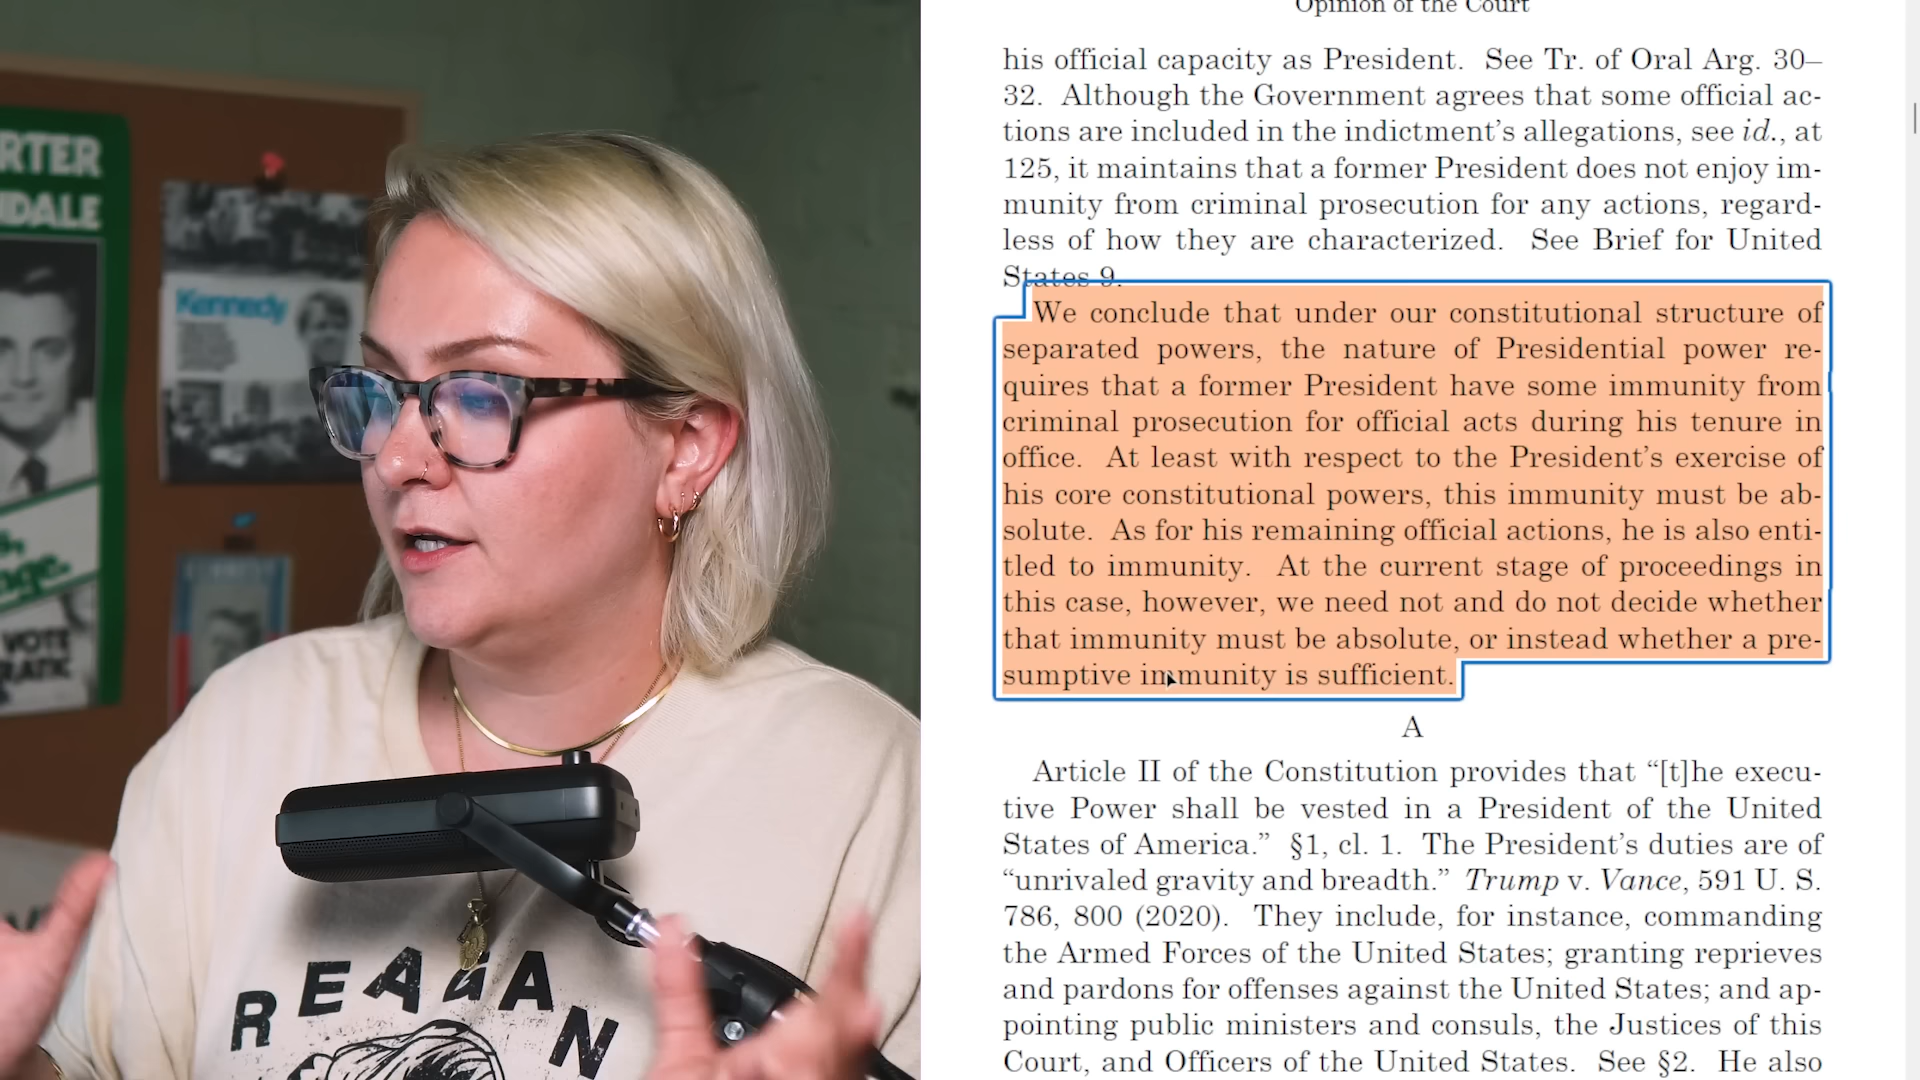 RTER
NDALE
Kennedy
VOTE
REAGAN
Opinion of the Court
his official capacity as President. See Tr. of Oral Arg. 30–
32. Although the Government agrees that some official ac-
tions are included in the indictment’s allegations, see id., at
125, it maintains that a former President does not enjoy im-
munity from criminal prosecution for any actions, regard-
less of how they are characterized. See Brief for United
States 9.
We conclude that under our constitutional structure of
separated powers, the nature of Presidential power re-
quires that a former President have some immunity from
criminal prosecution for official acts during his tenure in
office. At least with respect to the President’s exercise of
his core constitutional powers, this immunity must be ab-
solute. As for his remaining official actions, he is also enti-
tled to immunity. At the current stage of proceedings in
this case, however, we need not and do not decide whether
that immunity must be absolute, or instead whether a pre-
sumptive immunity is sufficient.
A
Article II of the Constitution provides that “[t]he execu-
tive Power shall be vested in a President of the United
States of America.” §1, cl. 1. The President’s duties are of
“unrivaled gravity and breadth.” Trump v. Vance, 591 U. S.
786, 800 (2020). They include, for instance, commanding
the Armed Forces of the United States; granting reprieves
and pardons for offenses against the United States; and ap-
pointing public ministers and consuls, the Justices of this
Court, and Officers of the United States. See §2. He also